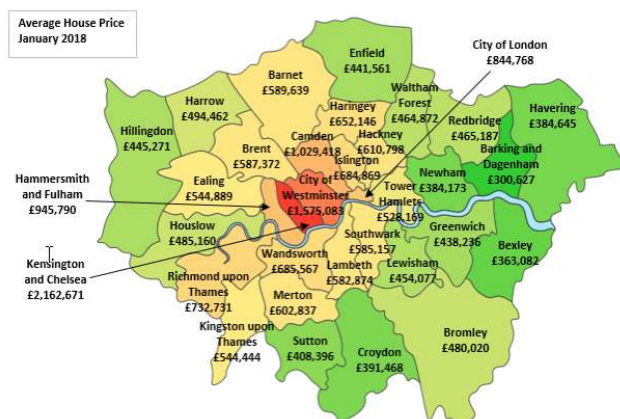 Average House Price
January 2018
Enfield
£441,561
City of London
£844,768
Barnet
£589,639
Waltham
Forest
£464,872
Harrow
£494,462
Haringey
£652,146
Redbridge
£465,187
Havering
£384,645
Hillingdon
£445,271
Camden
£1,029,418
Hackney
£610,798
Brent
£587,372
Islington
£684,869
Barking and
Dagenham
£300,627
Hammersmith
and Fulham
£945,790
Ealing
£544,889
City of
Westminster
£1,575,083
Newham
£384,173
Tower
Hamlets
£528,169
Houslow
£485,160
Southwark
£585,157
Greenwich
£438,236
Bexley
£363,082
Kensington
and Chelsea
£2,162,671
Richmond upon
Thames
£732,731
Wandsworth
£685,567
Lambeth
£582,874
Lewisham
£454,077
Merton
£602,837
Kingston upon
Thames
£544,444
Sutton
£408,396
Croydon
£391,468
Bromley
£480,020